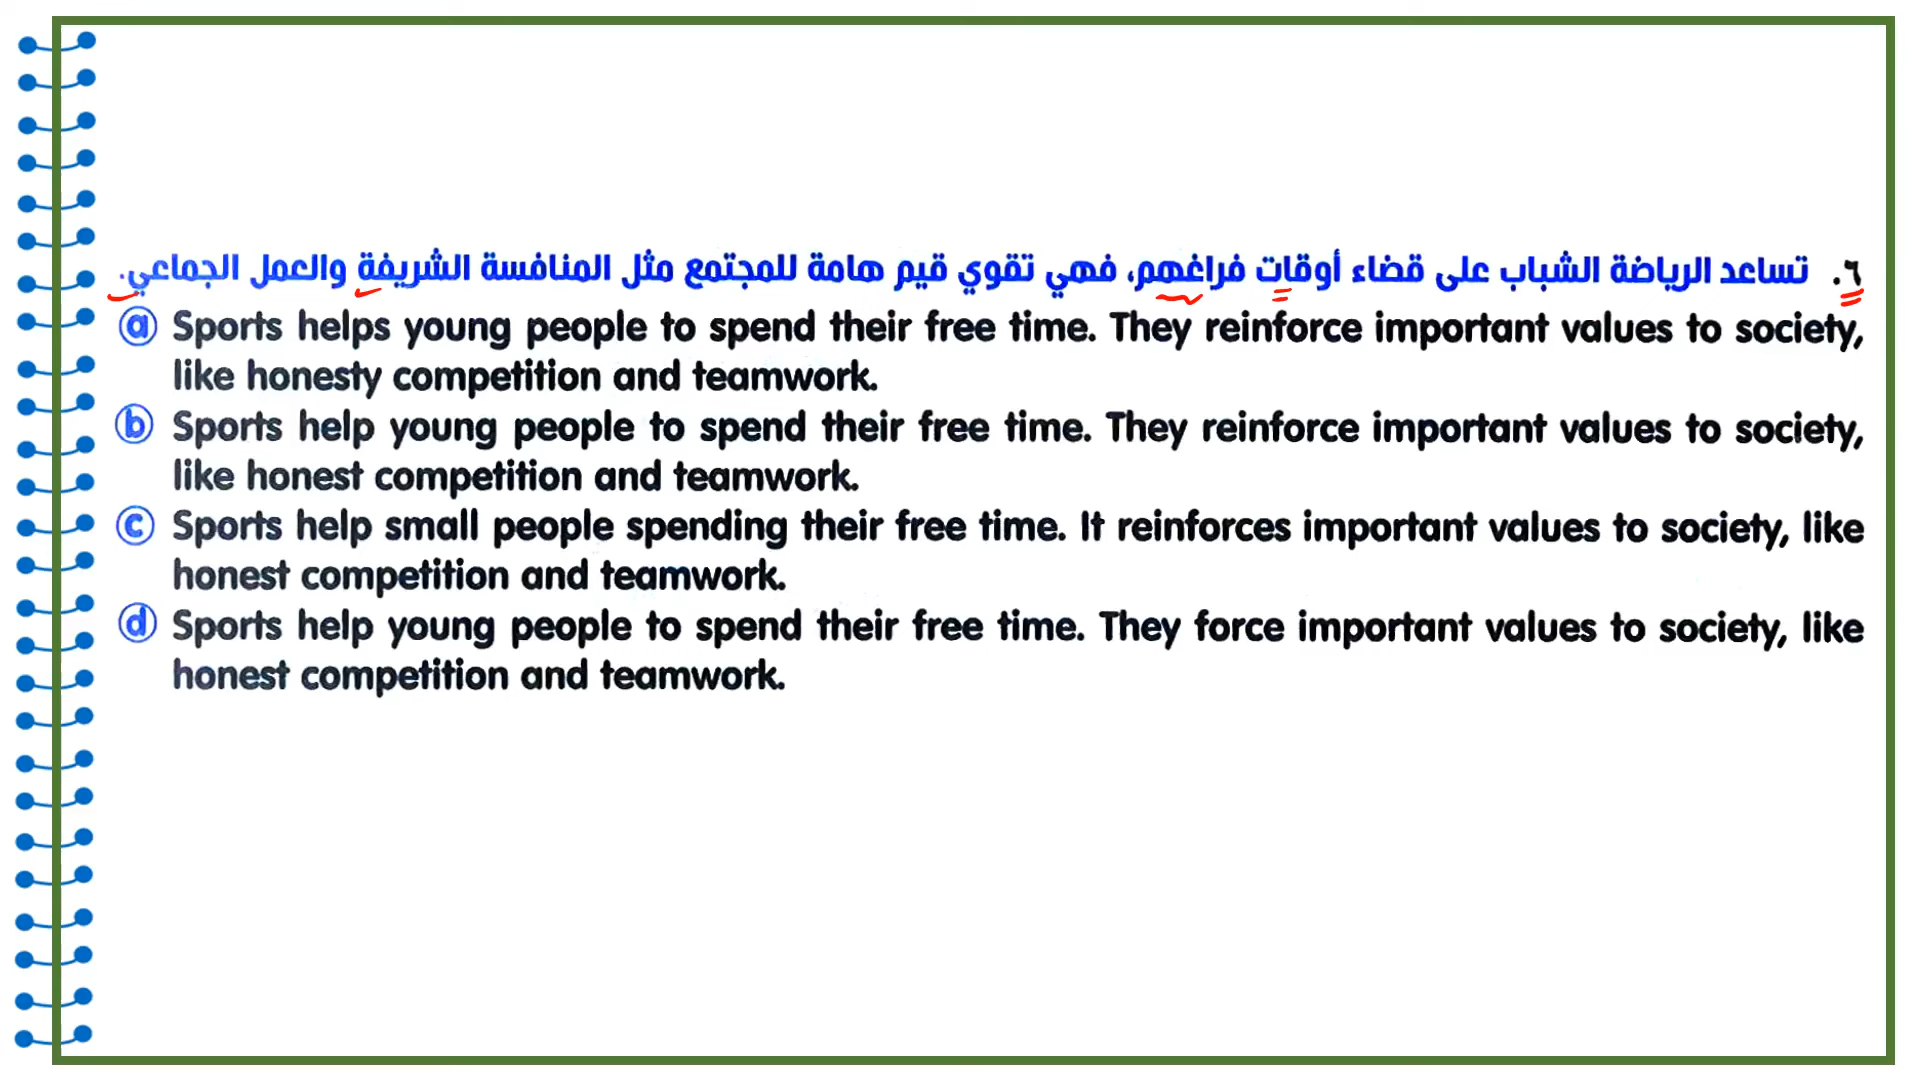 ٦. تساعد الرياضة الشباب على قضاء أوقات فراغهم، فهي تقوي قيم هامة للمجتمع مثل المنافسة الشريفة والعمل الجماعي.
ⓐ Sports helps young people to spend their free time. They reinforce important values to society,
like honesty competition and teamwork.
ⓑ Sports help young people to spend their free time. They reinforce important values to society,
like honest competition and teamwork.
ⓒ Sports help small people spending their free time. It reinforces important values to society, like
honest competition and teamwork.
ⓓ Sports help young people to spend their free time. They force important values to society, like
honest competition and teamwork.